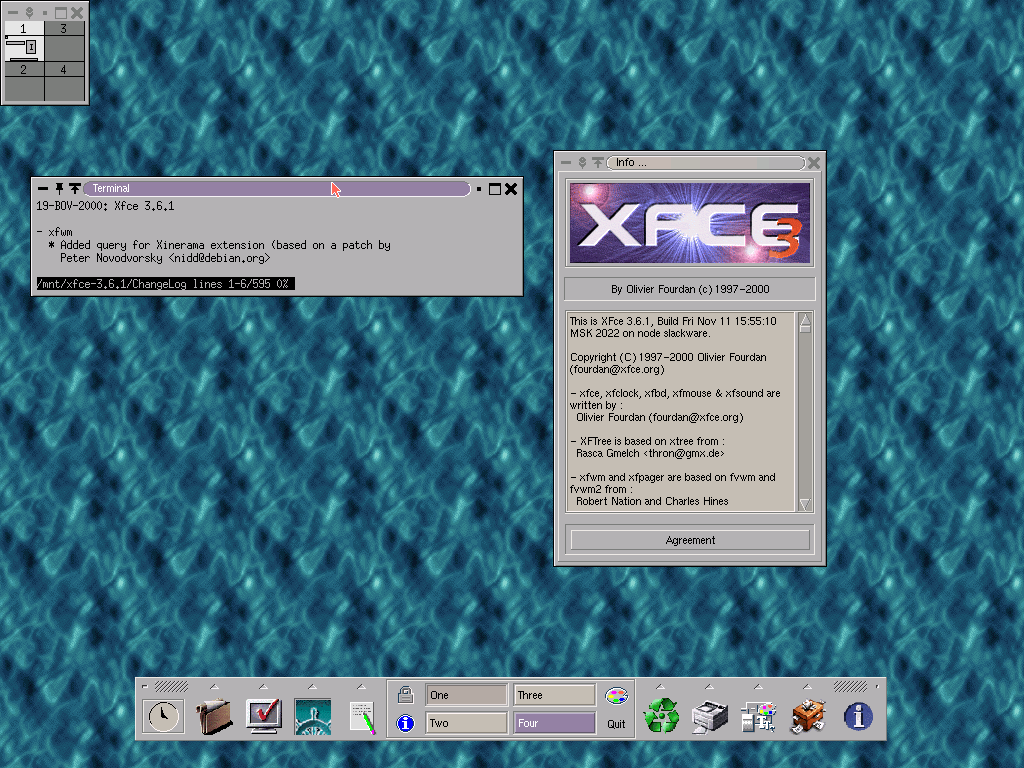 1 3
2 4
Terminal
19-BOV-2000: Xfce 3.6.1
- xfwm
* Added query for Xinerama extension (based on a patch by
Peter Novodvorsky <nidd@debian.org>
/mnt/xfce-3.6.1/ChangeLog lines 1-6/595 0%
Info ...
XFCE 3
By Olivier Fourdan (c) 1997-2000
This is XFce 3.6.1, Build Fri Nov 11 15:55:10
MSK 2022 on node slackware.
Copyright (C) 1997-2000 Olivier Fourdan
(fourdan@xfce.org)
- xfce, xfclock, xfbd, xfmouse & xfsound are
written by :
Olivier Fourdan (fourdan@xfce.org)
- XFTree is based on xtree from :
Rasca Gmelch <thron@gmx.de>
- xfwm and xfpager are based on fvwm and
fvwm2 from :
Robert Nation and Charles Hines
Agreement
One Three
Two Four Quit